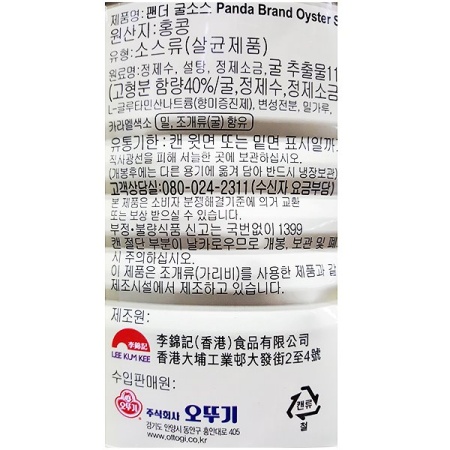 제품명: 팬더 굴소스 Panda Brand Oyster S
원산지: 홍콩
유형: 소스류(살균제품)
원료명: 정제수, 설탕, 정제소금, 굴 추출물11
(고형분 함량40%/굴, 정제수, 정제소금
L-글루타민산나트륨(향미증진제), 변성전분, 밀가루,
카라멜색소 밀, 조개류(굴) 함유
유통기한: 캔 윗면 또는 밑면 표시일까
직사광선을 피해 서늘한 곳에 보관하십시오.
(개봉후에는 다른 용기에 옮겨 담아 반드시 냉장보관
고객상담실: 080-024-2311 (수신자 요금부담)
본 제품은 소비자 분쟁해결기준에 의거 교환
또는 보상 받으실 수 있습니다.
부정·불량식품 신고는 국번없이 1399
캔 절단 부분이 날카로우므로 개봉, 보관 및 폐
시 주의하십시오.
이 제품은 조개류(가리비)를 사용한 제품과 같
제조시설에서 제조하고 있습니다.
제조원:
李錦記
LEE KUM KEE
李錦記(香港)食品有限公司
香港大埔工業邨大發街2至4號
수입판매원:
오뚜기
주식회사 오뚜기
경기도 안양시 동안구 흥안대로 405
www.ottogi.co.kr
캔류
철